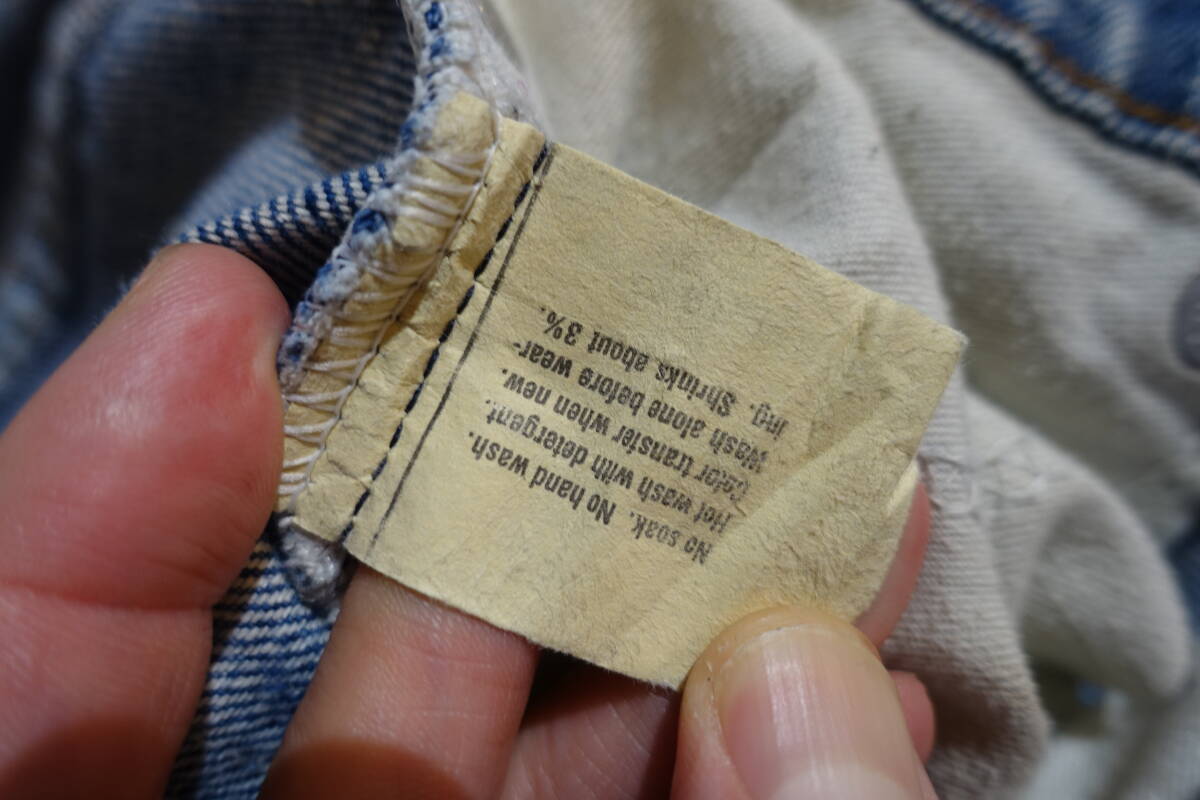 No soak. No hand wash.
Hot wash with detergent.
Color transfer when new.
Wash alone before wear-
ing. Shrinks about 3%.